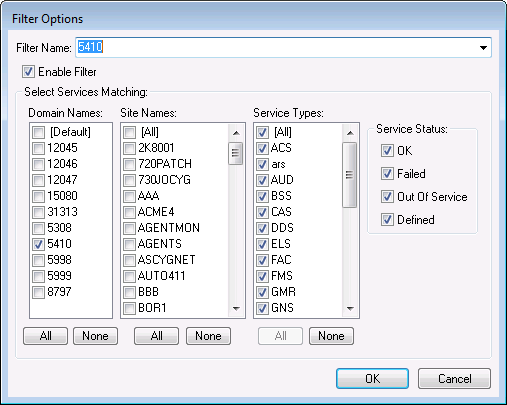 Filter Options
Filter Name: 5410
Enable Filter
Select Services Matching:
Domain Names:
[Default]
12045
12046
12047
15080
31313
5308
5410
5998
5999
8797
All None
Site Names:
[All]
2K8001
720PATCH
730JOCYG
AAA
ACME4
AGENTMON
AGENTS
ASCYGNET
AUTO411
BBB
BOR1
All None
Service Types:
[All]
ACS
ars
AUD
BSS
CAS
DDS
ELS
FAC
FMS
GMR
GNS
All None
Service Status:
OK
Failed
Out Of Service
Defined
OK Cancel